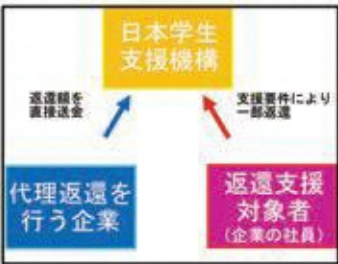 日本学生
支援機構
返還額を
直接送金
支援要件により
一部返還
代理返還を
行う企業
返還支援
対象者
(企業の社員)